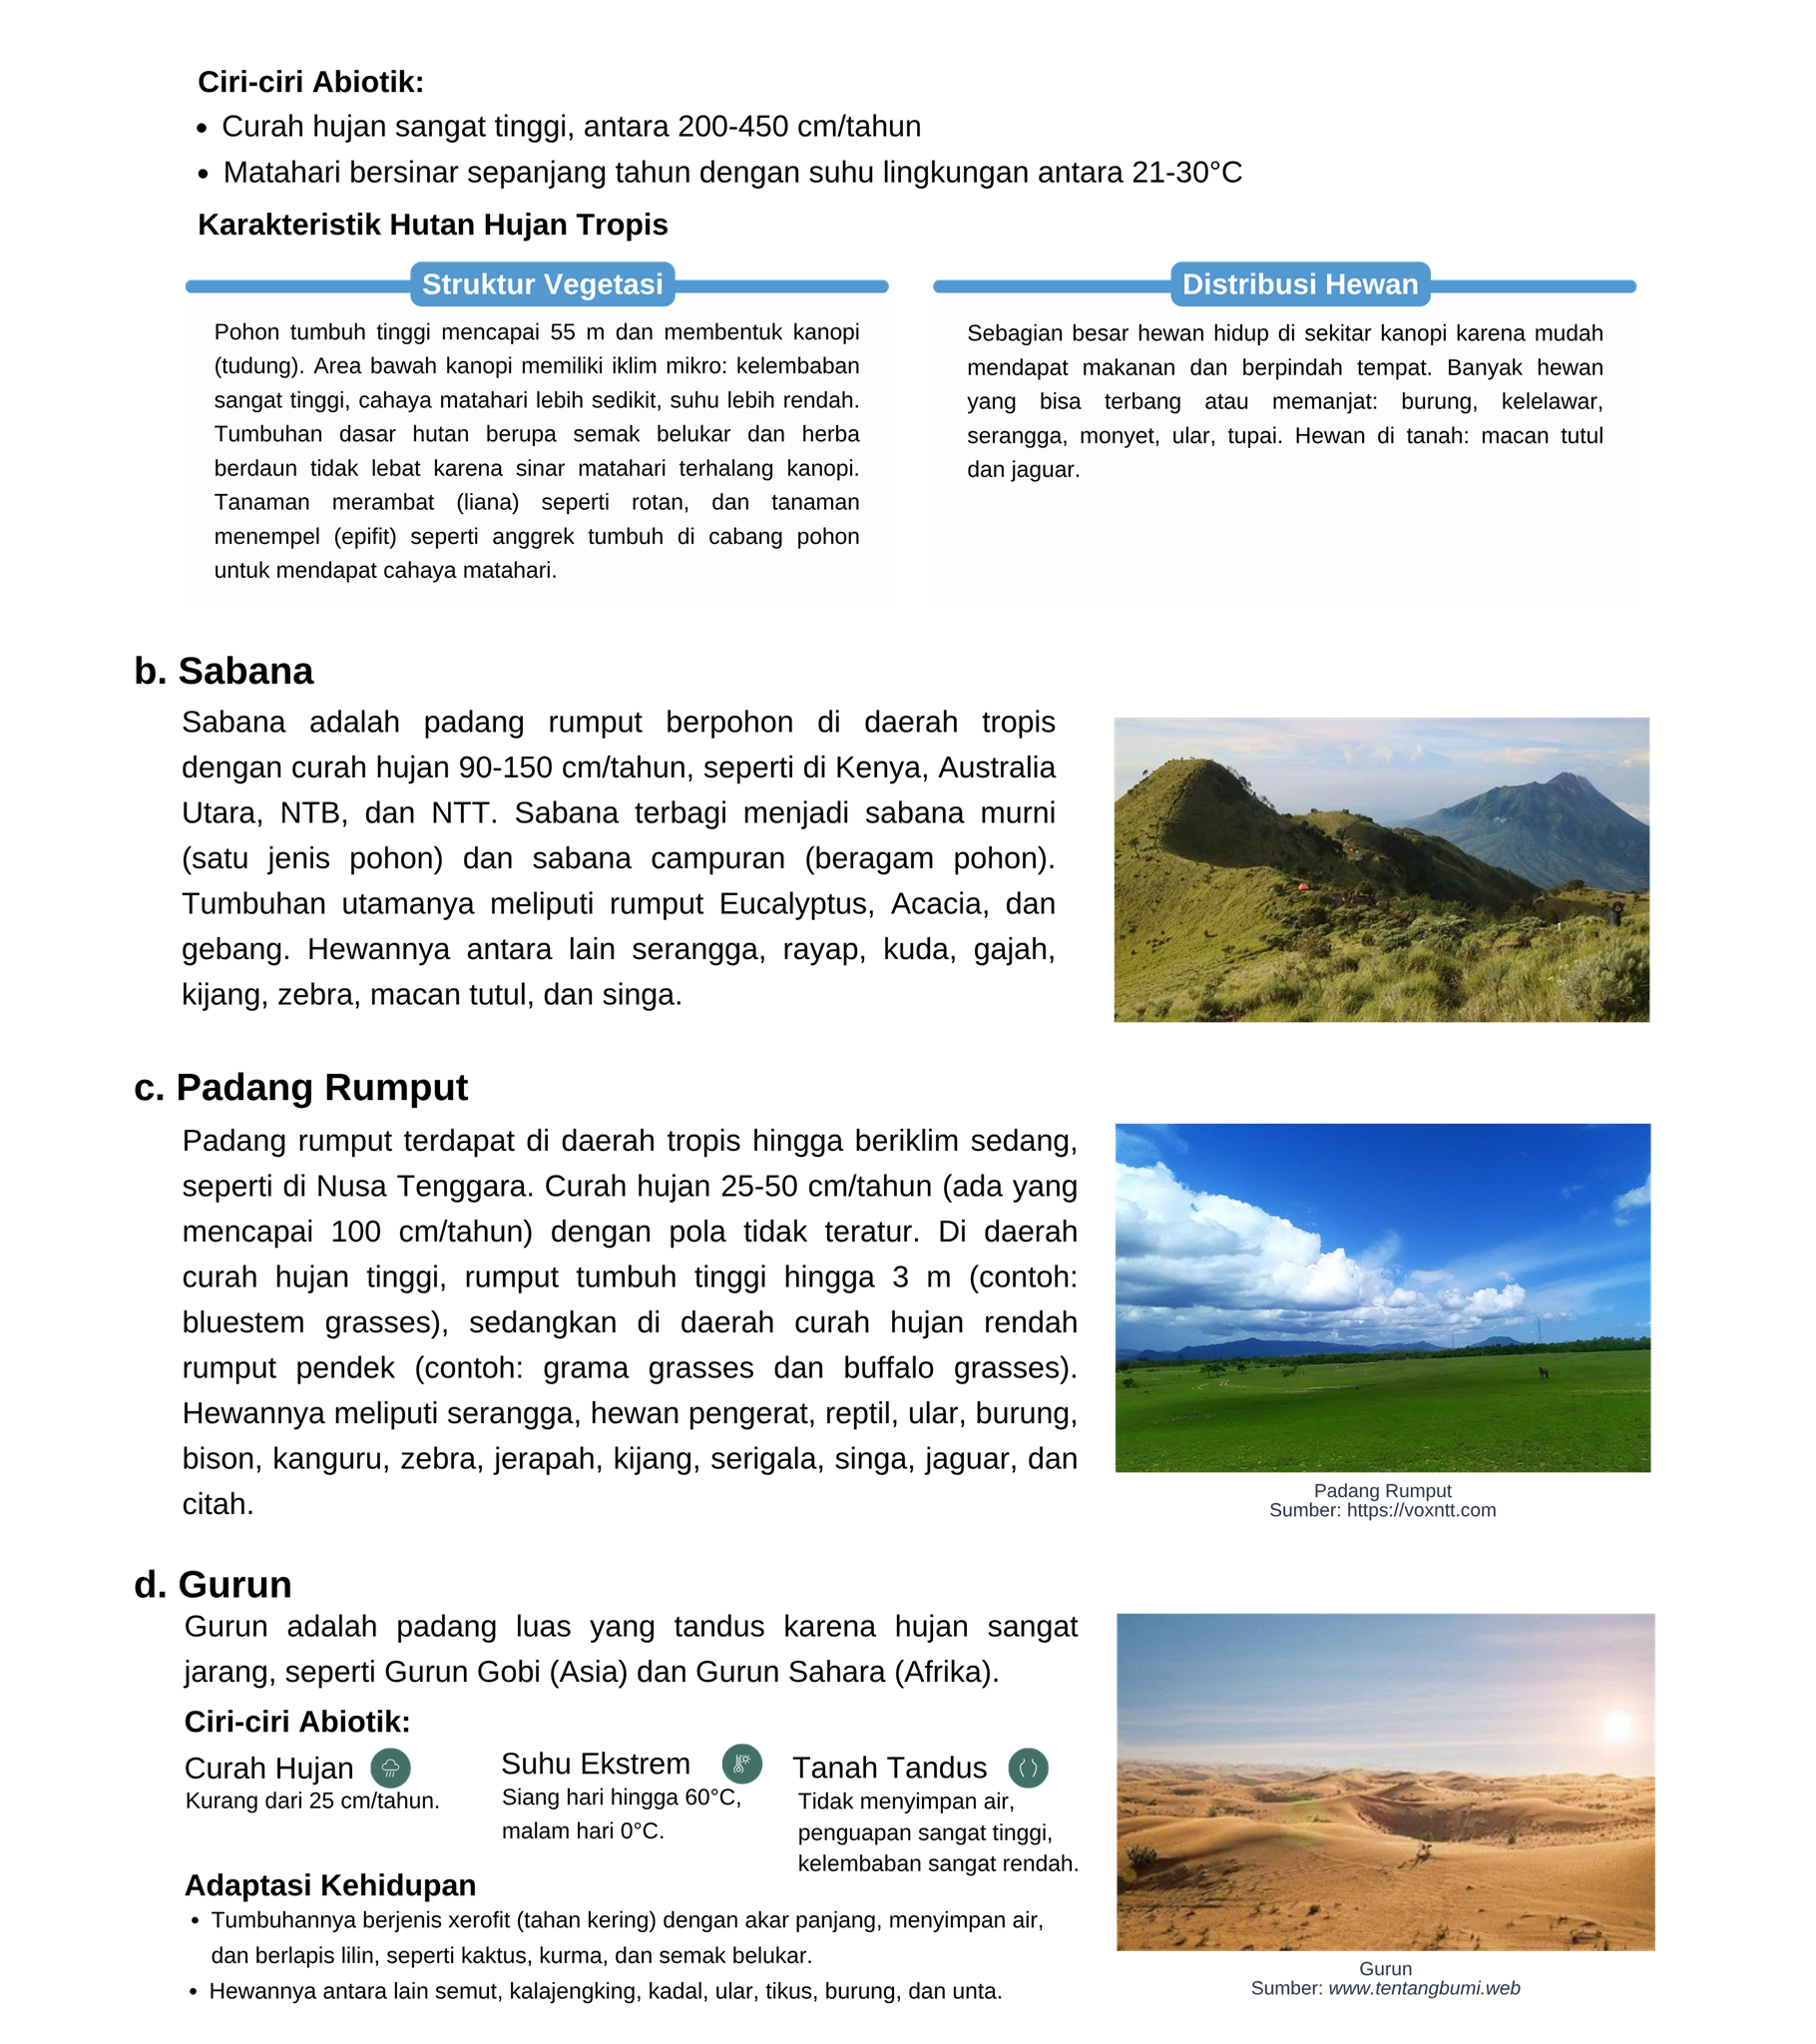 Ciri-ciri Abiotik:
• Curah hujan sangat tinggi, antara 200-450 cm/tahun
• Matahari bersinar sepanjang tahun dengan suhu lingkungan antara 21-30°C
Karakteristik Hutan Hujan Tropis
Struktur Vegetasi
Pohon tumbuh tinggi mencapai 55 m dan membentuk kanopi
(tudung). Area bawah kanopi memiliki iklim mikro: kelembaban
sangat tinggi, cahaya matahari lebih sedikit, suhu lebih rendah.
Tumbuhan dasar hutan berupa semak belukar dan herba
berdaun tidak lebat karena sinar matahari terhalang kanopi.
Tanaman merambat (liana) seperti rotan, dan tanaman
menempel (epifit) seperti anggrek tumbuh di cabang pohon
untuk mendapat cahaya matahari.
Distribusi Hewan
Sebagian besar hewan hidup di sekitar kanopi karena mudah
mendapat makanan dan berpindah tempat. Banyak hewan
yang bisa terbang atau memanjat: burung, kelelawar,
serangga, monyet, ular, tupai. Hewan di tanah: macan tutul
dan jaguar.
b. Sabana
Sabana adalah padang rumput berpohon di daerah tropis
dengan curah hujan 90-150 cm/tahun, seperti di Kenya, Australia
Utara, NTB, dan NTT. Sabana terbagi menjadi sabana murni
(satu jenis pohon) dan sabana campuran (beragam pohon).
Tumbuhan utamanya meliputi rumput Eucalyptus, Acacia, dan
gebang. Hewannya antara lain serangga, rayap, kuda, gajah,
kijang, zebra, macan tutul, dan singa.
c. Padang Rumput
Padang rumput terdapat di daerah tropis hingga beriklim sedang,
seperti di Nusa Tenggara. Curah hujan 25-50 cm/tahun (ada yang
mencapai 100 cm/tahun) dengan pola tidak teratur. Di daerah
curah hujan tinggi, rumput tumbuh tinggi hingga 3 m (contoh:
bluestem grasses), sedangkan di daerah curah hujan rendah
rumput pendek (contoh: grama grasses dan buffalo grasses).
Hewannya meliputi serangga, hewan pengerat, reptil, ular, burung,
bison, kanguru, zebra, jerapah, kijang, serigala, singa, jaguar, dan
citah.
Padang Rumput
Sumber: https://voxntt.com
d. Gurun
Gurun adalah padang luas yang tandus karena hujan sangat
jarang, seperti Gurun Gobi (Asia) dan Gurun Sahara (Afrika).
Ciri-ciri Abiotik:
Curah Hujan
Kurang dari 25 cm/tahun.
Suhu Ekstrem
Siang hari hingga 60°C,
malam hari 0°C.
Tanah Tandus
Tidak menyimpan air,
penguapan sangat tinggi,
kelembaban sangat rendah.
Adaptasi Kehidupan
• Tumbuhannya berjenis xerofit (tahan kering) dengan akar panjang, menyimpan air,
dan berlapis lilin, seperti kaktus, kurma, dan semak belukar.
• Hewannya antara lain semut, kalajengking, kadal, ular, tikus, burung, dan unta.
Gurun
Sumber: www.tentangbumi.web